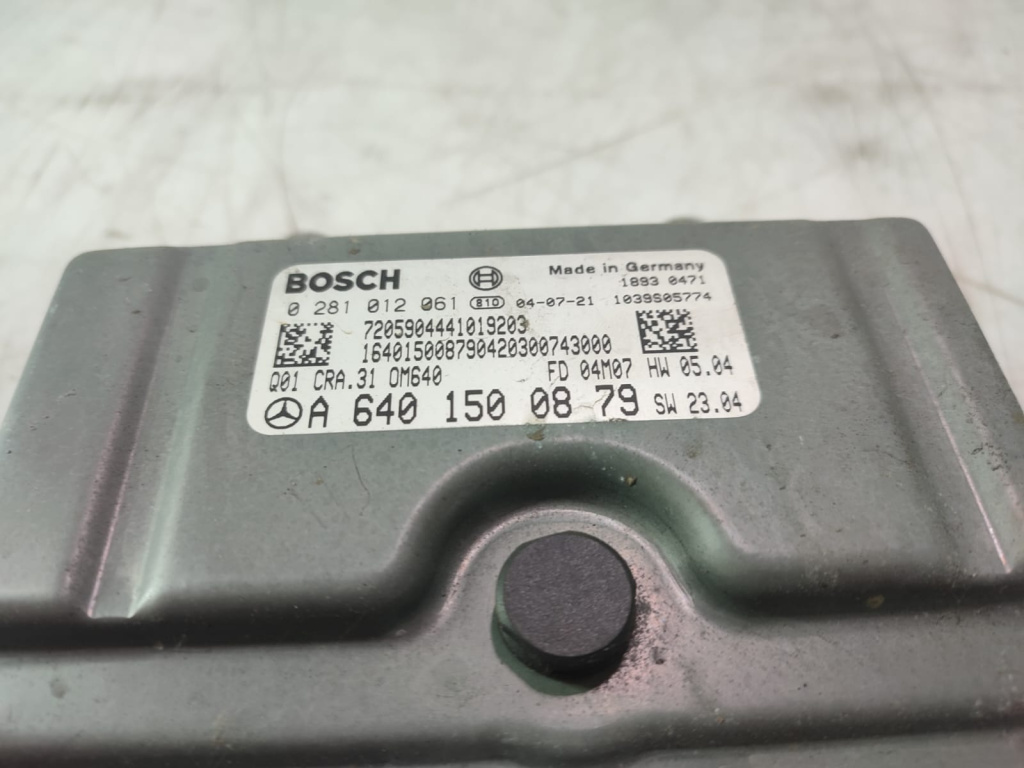 BOSCH
Made in Germany
1893 0471
0 281 012 061 810 04-07-21 1039S05774
7205904441019203
164015008790420300743000
Q01 CRA.31 OM640 FD 04M07 HW 05.04
A 640 150 08 79 SW 23.04